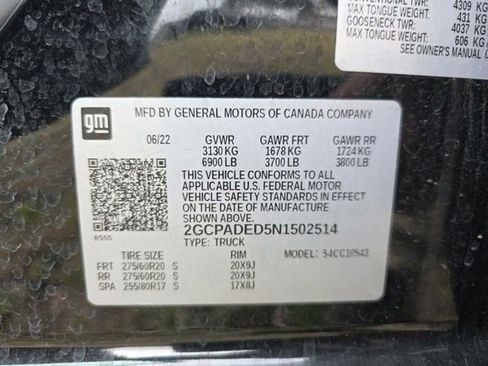 4309 KG
MAX TONGUE WEIGHT: 431 KG
GOOSENECK TWR: 4037 KG
MAX TONGUE WEIGHT: 606 KG
SEE OWNER'S MANUAL
gm
MFD BY GENERAL MOTORS OF CANADA COMPANY
06/22 GVWR GAWR FRT GAWR RR
3130 KG 1678 KG 1724 KG
6900 LB 3700 LB 3800 LB
THIS VEHICLE CONFORMS TO ALL
APPLICABLE U.S. FEDERAL MOTOR
VEHICLE SAFETY STANDARDS IN EFFECT
ON THE DATE OF MANUFACTURE
SHOWN ABOVE.
2GCPADED5N1502514
8555 TYPE: TRUCK
TIRE SIZE RIM MODEL: 54CC10543
FRT 275/60R20 S 20X9J
RR 275/60R20 S 20X9J
SPA 255/80R17 S 17X8J